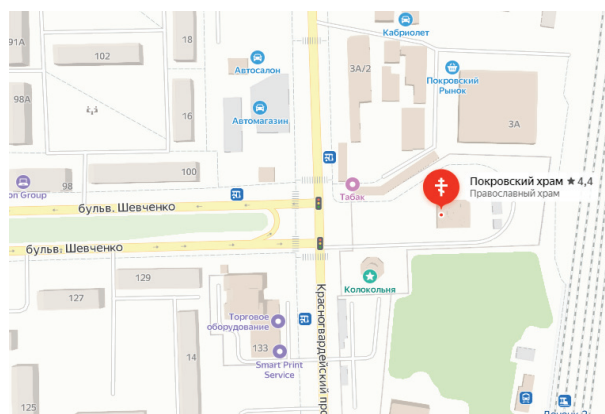 91А
102
18
Автосалон
Кабриолет
3А/2
Покровский
Рынок
98А
16
Автомагазин
3А
100
98
on Group
Табак
Покровский храм ★ 4,4
Православный храм
бульв. Шевченко
бульв. Шевченко
129
127
Колокольня
Торговое
оборудование
133
14
Smart Print
Service
Красногвардейский про
125